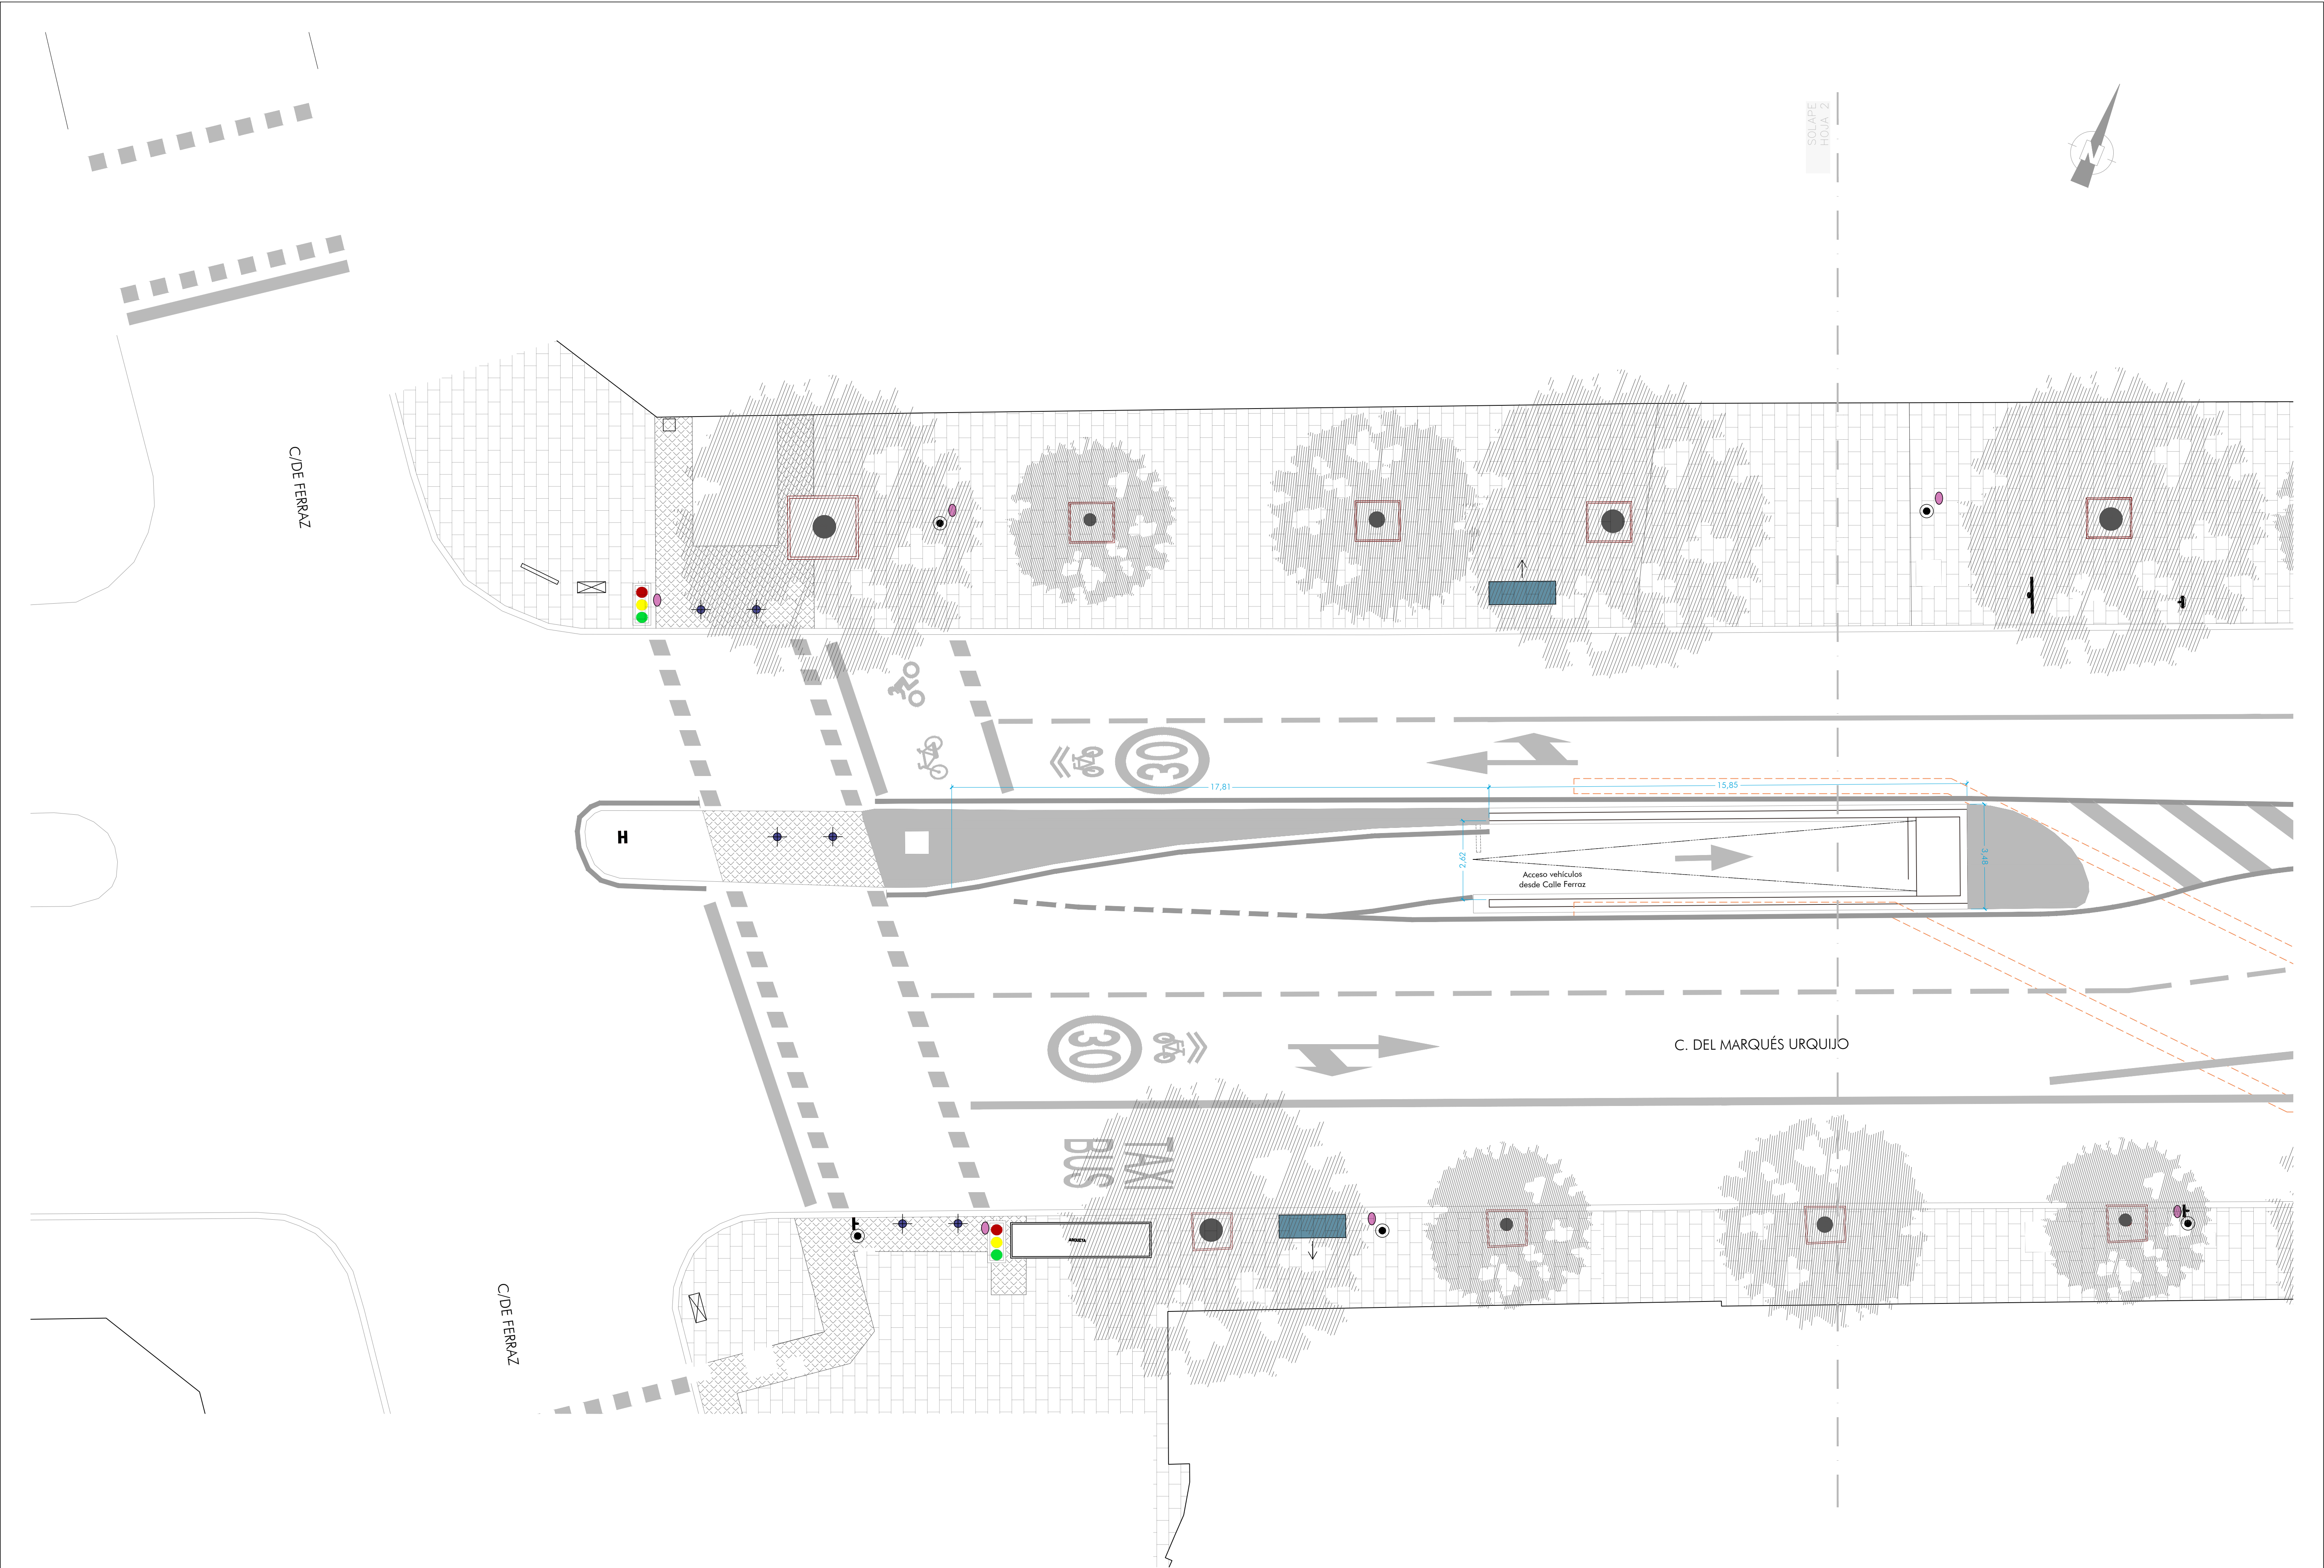 SOLAPE
HOJA 2
N
C/DE FERRAZ
30
17,81
15,85
H
2,62
3,48
Acceso vehículos
desde Calle Ferraz
30
C. DEL MARQUÉS URQUIJO
TAXI
BUS
ARQUETA
C/DE FERRAZ